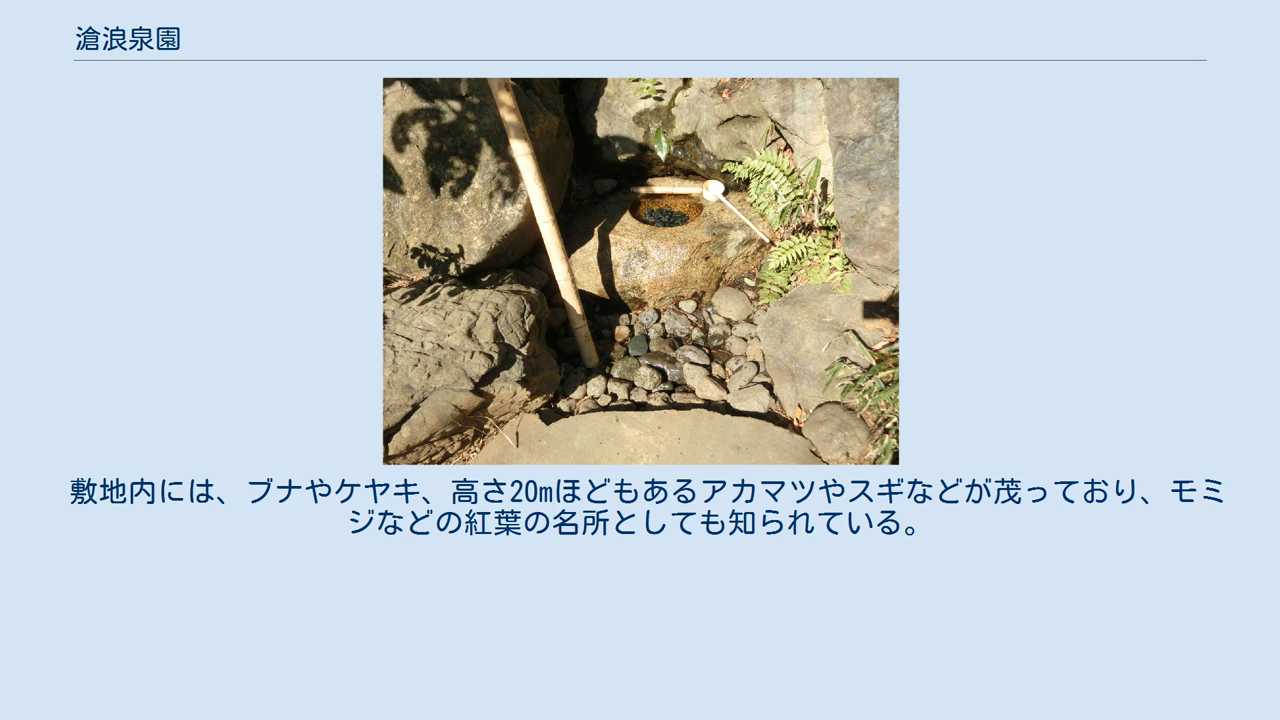 滄浪泉園
敷地内には、ブナやケヤキ、高さ20mほどもあるアカマツやスギなどが茂っており、モミ
ジなどの紅葉の名所としても知られている。